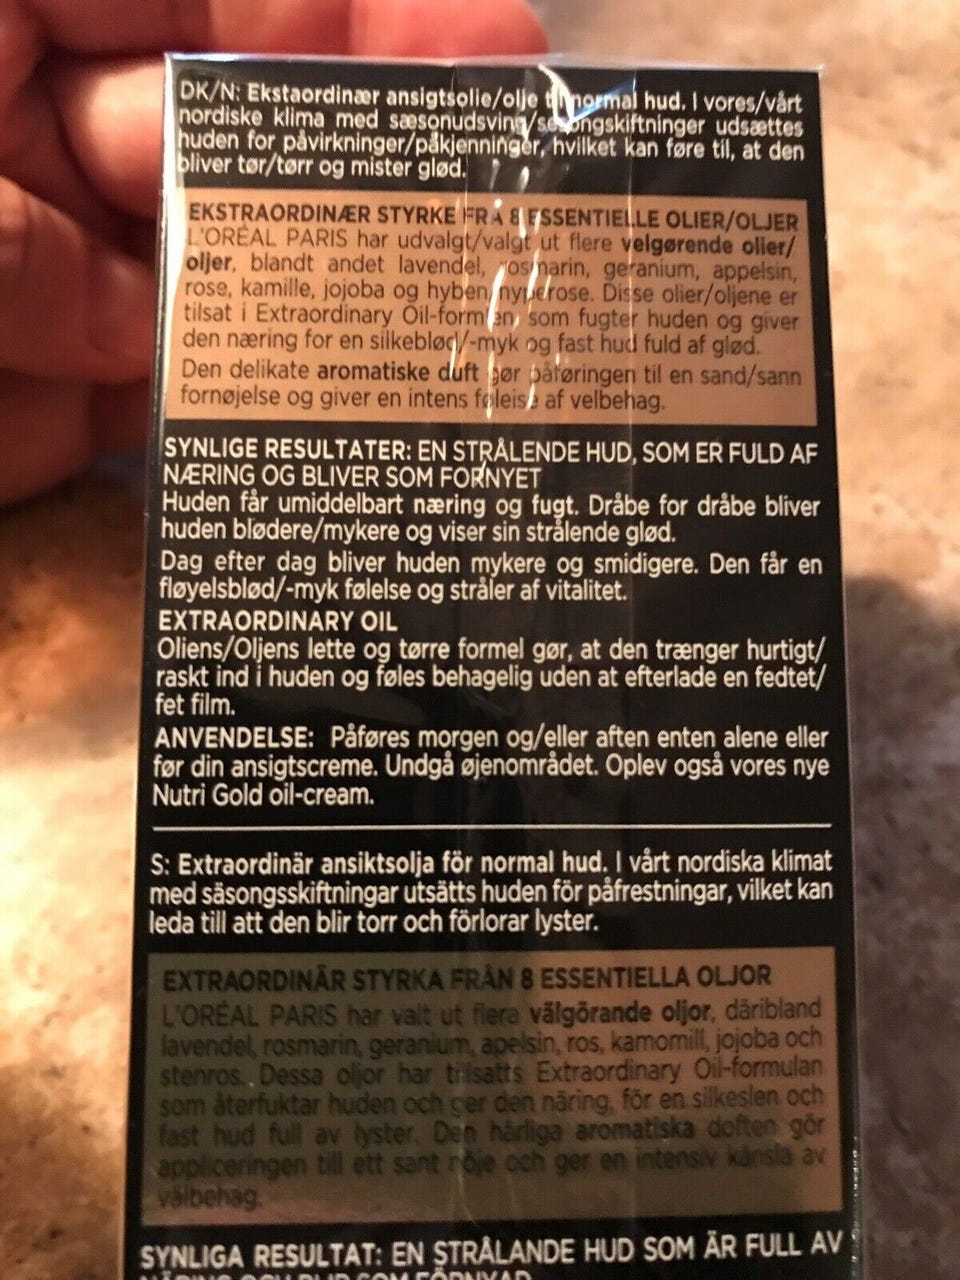 DK/N: Ekstaordinær ansigtsolie/olje til normal hud. I vores/vårt
nordiske klima med sæsonudsving/sesongskiftninger udsættes
huden for påvirkninger/påkjenninger, hvilket kan føre til, at den
bliver tør/tørr og mister glød.
EKSTRAORDINÆR STYRKE FRA 8 ESSENTIELLE OLIER/OLJER
L'ORÉAL PARIS har udvalgt/valgt ut flere velgørende olier/
oljer, blandt andet lavendel, rosmarin, geranium, appelsin,
rose, kamille, jojoba og hyben/nyperose. Disse olier/oljene er
tilsat i Extraordinary Oil-formlen, som fugter huden og giver
den næring for en silkeblød/-myk og fast hud fuld af glød.
Den delikate aromatiske duft gør påføringen til en sand/sann
fornøjelse og giver en intens følelse af velbehag.
SYNLIGE RESULTATER: EN STRÅLENDE HUD, SOM ER FULD AF
NÆRING OG BLIVER SOM FORNYET
Huden får umiddelbart næring og fugt. Dråbe for dråbe bliver
huden blødere/mykere og viser sin strålende glød.
Dag efter dag bliver huden mykere og smidigere. Den får en
fløyelsblød/-myk følelse og stråler af vitalitet.
EXTRAORDINARY OIL
Oliens/Oljens lette og tørre formel gør, at den trænger hurtigt/
raskt ind i huden og føles behagelig uden at efterlade en fedtet/
fet film.
ANVENDELSE: Påføres morgen og/eller aften enten alene eller
før din ansigtscreme. Undgå øjenområdet. Oplev også vores nye
Nutri Gold oil-cream.
S: Extraordinär ansiktsolja för normal hud. I vårt nordiska klimat
med säsongsskiftningar utsätts huden för påfrestningar, vilket kan
leda till att den blir torr och förlorar lyster.
EXTRAORDINÄR STYRKA FRÅN 8 ESSENTIELLA OLJOR
L'ORÉAL PARIS har valt ut flera välgörande oljor, däribland
lavendel, rosmarin, geranium, apelsin, ros, kamomill, jojoba och
stenros. Dessa oljor har tillsatts Extraordinary Oil-formulan
som återfuktar huden och ger den näring, för en silkeslen och
fast hud full av lyster. Den härliga aromatiska doften gör
appliceringen till ett sant nöje och ger en intensiv känsla av
välbehag.
SYNLIGA RESULTAT: EN STRÅLANDE HUD SOM ÄR FULL AV
NÄRING OCH BLIR SOM FÖRNYAD